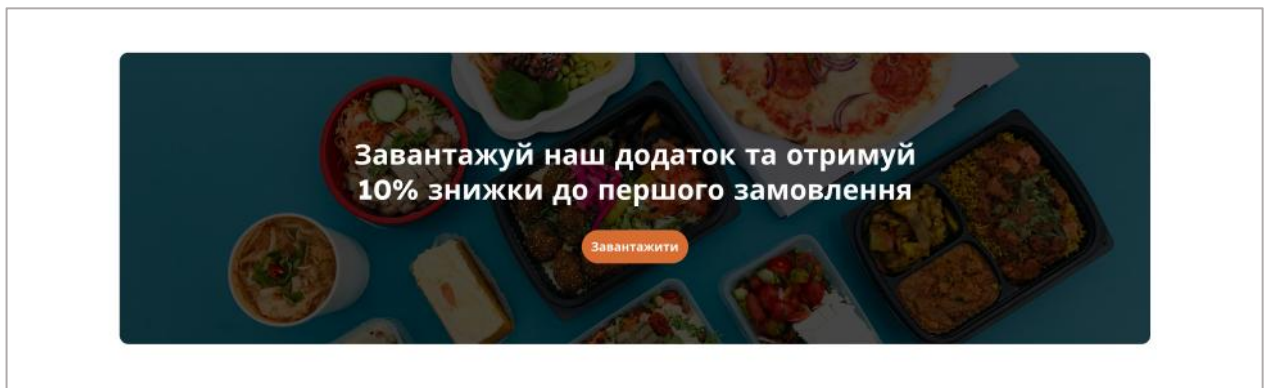 Завантажуй наш додаток та отримуй
10% знижки до першого замовлення
Завантажити